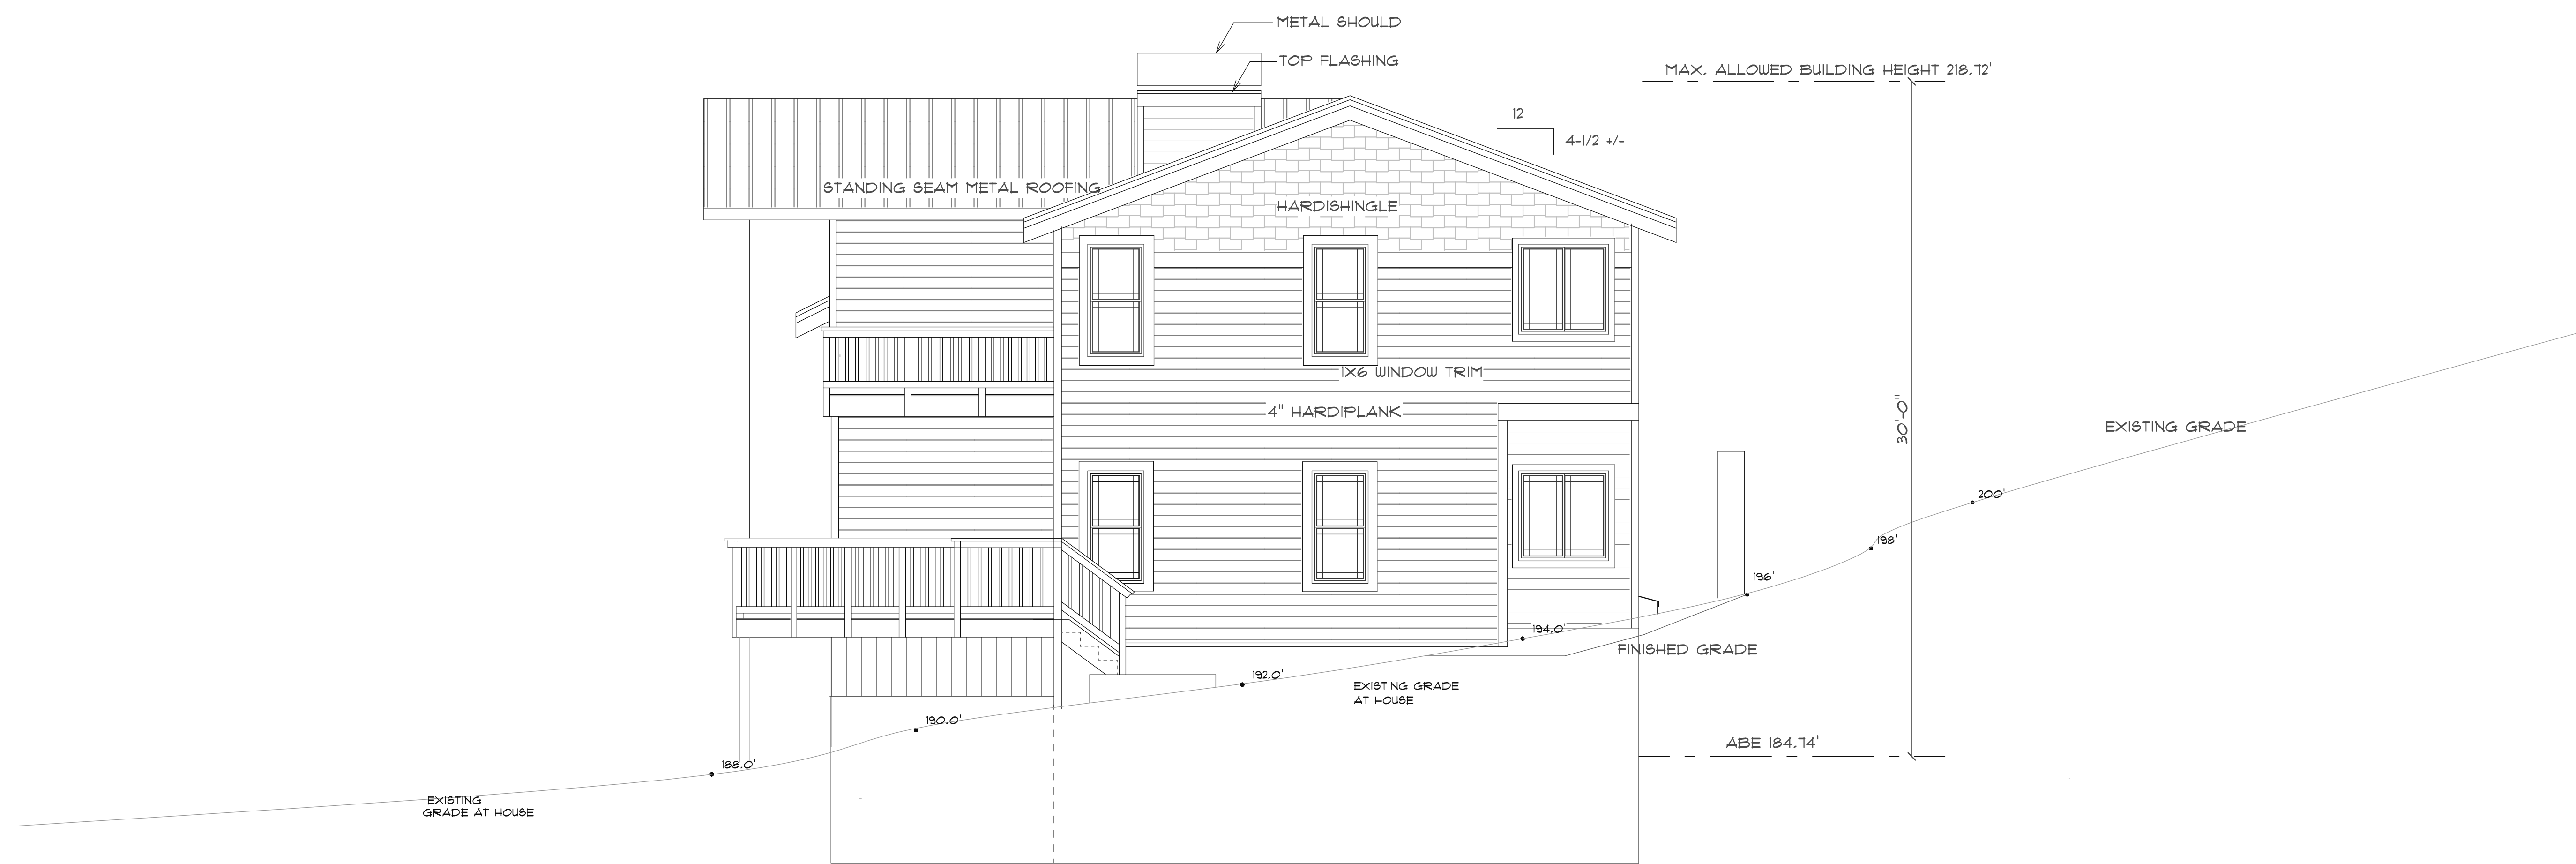 METAL SHOULD
TOP FLASHING
MAX. ALLOWED BUILDING HEIGHT 218.72'
12
4-1/2 +/-
STANDING SEAM METAL ROOFING
HARDISHINGLE
1X6 WINDOW TRIM
4" HARDIPLANK
30'-0"
EXISTING GRADE
200'
198'
196'
194.0'
FINISHED GRADE
192.0'
EXISTING GRADE
AT HOUSE
190.0'
ABE 184.74'
188.0'
EXISTING
GRADE AT HOUSE